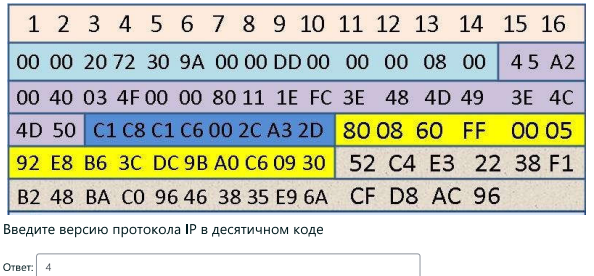 1 2 3 4 5 6 7 8 9 10 11 12 13 14 15 16
00 00 20 72 30 9A 00 00 DD 00 00 00 08 00 4 5 A2
00 40 03 4F 00 00 80 11 1E FC 3E 48 4D 49 3E 4C
4D 50 C1 C8 C1 C6 00 2C A3 2D 80 08 60 FF 00 05
92 E8 B6 3C DC 9B A0 C6 09 30 52 C4 E3 22 38 F1
B2 48 BA C0 96 46 38 35 E9 6A CF D8 AC 96
Введите версию протокола IP в десятичном коде
Ответ: 4